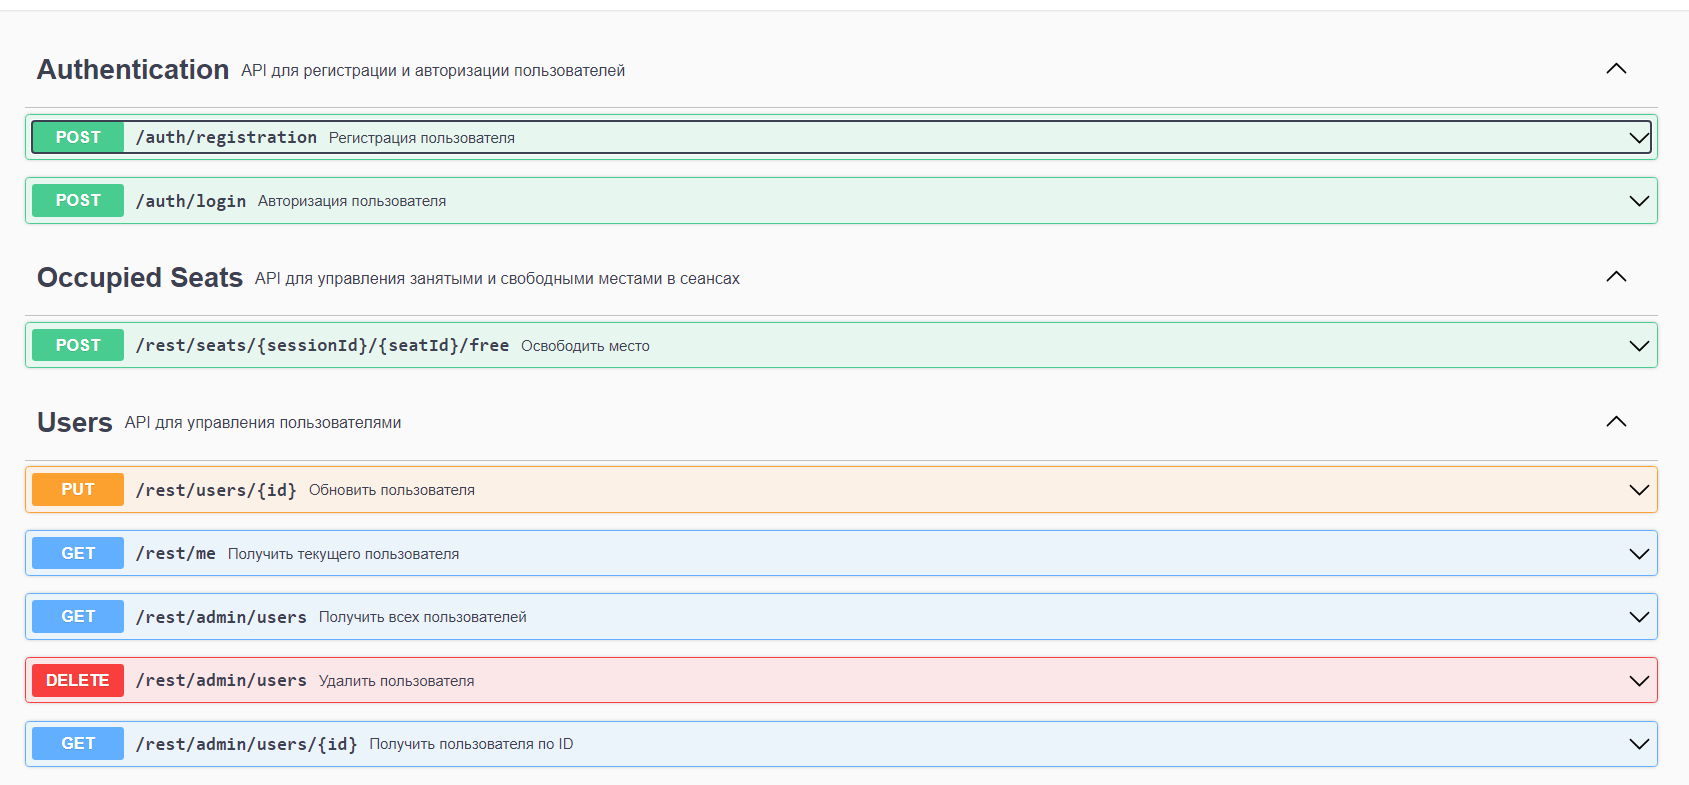 Authentication API для регистрации и авторизации пользователей
POST /auth/registration Регистрация пользователя
POST /auth/login Авторизация пользователя
Occupied Seats API для управления занятыми и свободными местами в сеансах
POST /rest/seats/{sessionId}/{seatId}/free Освободить место
Users API для управления пользователями
PUT /rest/users/{id} Обновить пользователя
GET /rest/me Получить текущего пользователя
GET /rest/admin/users Получить всех пользователей
DELETE /rest/admin/users Удалить пользователя
GET /rest/admin/users/{id} Получить пользователя по ID